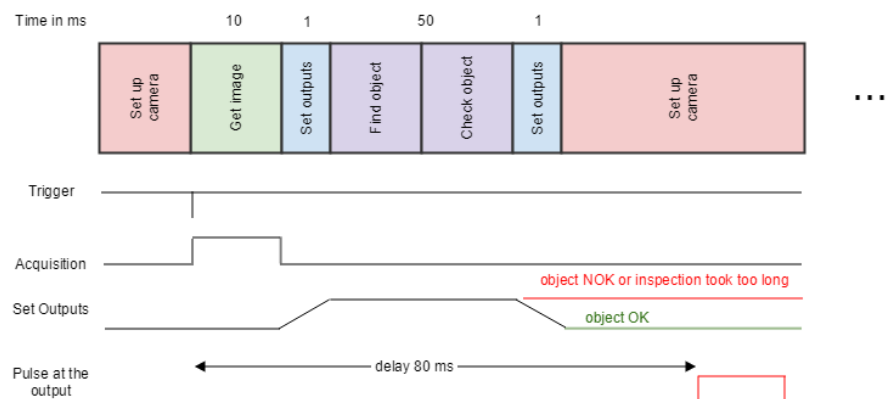 Time in ms 10 1 50 1
Set up
camera
Get image
Set outputs
Find object
Check object
Set outputs
Set up
camera
...
Trigger
Acquisition
object NOK or inspection took too long
Set Outputs
object OK
delay 80 ms
Pulse at the
output